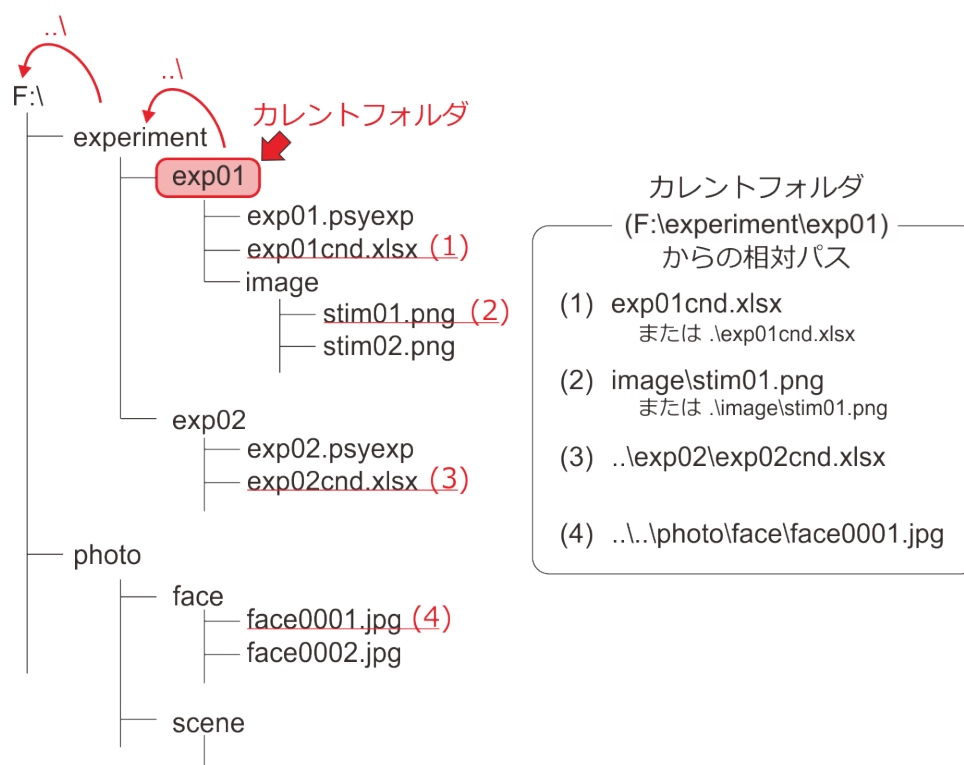 ..\
..\
F:\
カレントフォルダ
experiment
exp01
exp01.psyexp
exp01cnd.xlsx (1)
image
stim01.png (2)
stim02.png
exp02
exp02.psyexp
exp02cnd.xlsx (3)
photo
face
face0001.jpg (4)
face0002.jpg
scene
カレントフォルダ
(F:\experiment\exp01)
からの相対パス
(1) exp01cnd.xlsx
または .\exp01cnd.xlsx
(2) image\stim01.png
または .\image\stim01.png
(3) ..\exp02\exp02cnd.xlsx
(4) ..\..\photo\face\face0001.jpg